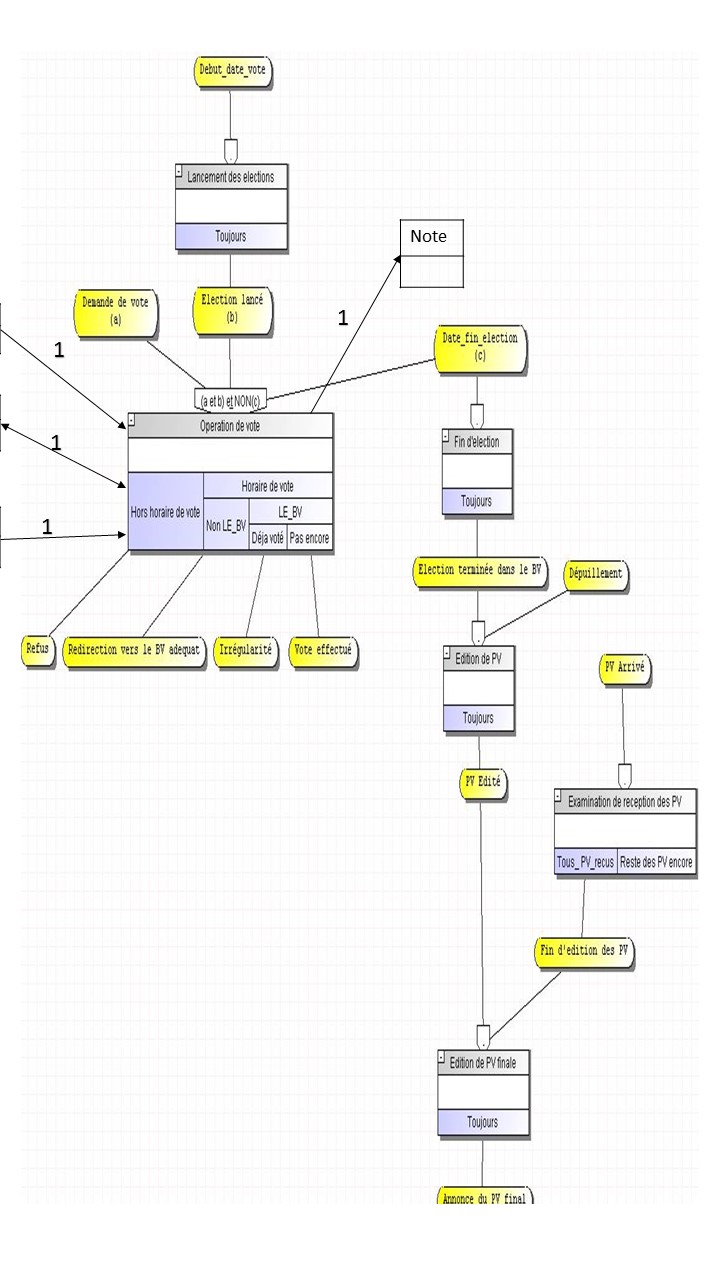 Debut_date_vote
Lancement des elections
Toujours
Note
Demande de vote
(a)
Election lancé
(b)
1
1
Date_fin_election
(c)
(a et b) et NON(c)
Operation de vote
1
Fin d'election
Hors horaire de vote
Horaire de vote
Non LE_BV
LE_BV
Déja voté
Pas encore
Toujours
1
Election terminée dans le BV
Dépuillement
Refus
Redirection vers le BV adequat
Irrégularité
Vote effectué
Edition de PV
PV Arrivé
Toujours
PV Edité
Examination de reception des PV
Tous_PV_recus
Reste des PV encore
Fin d'edition des PV
Edition de PV finale
Toujours
Annonce du PV final